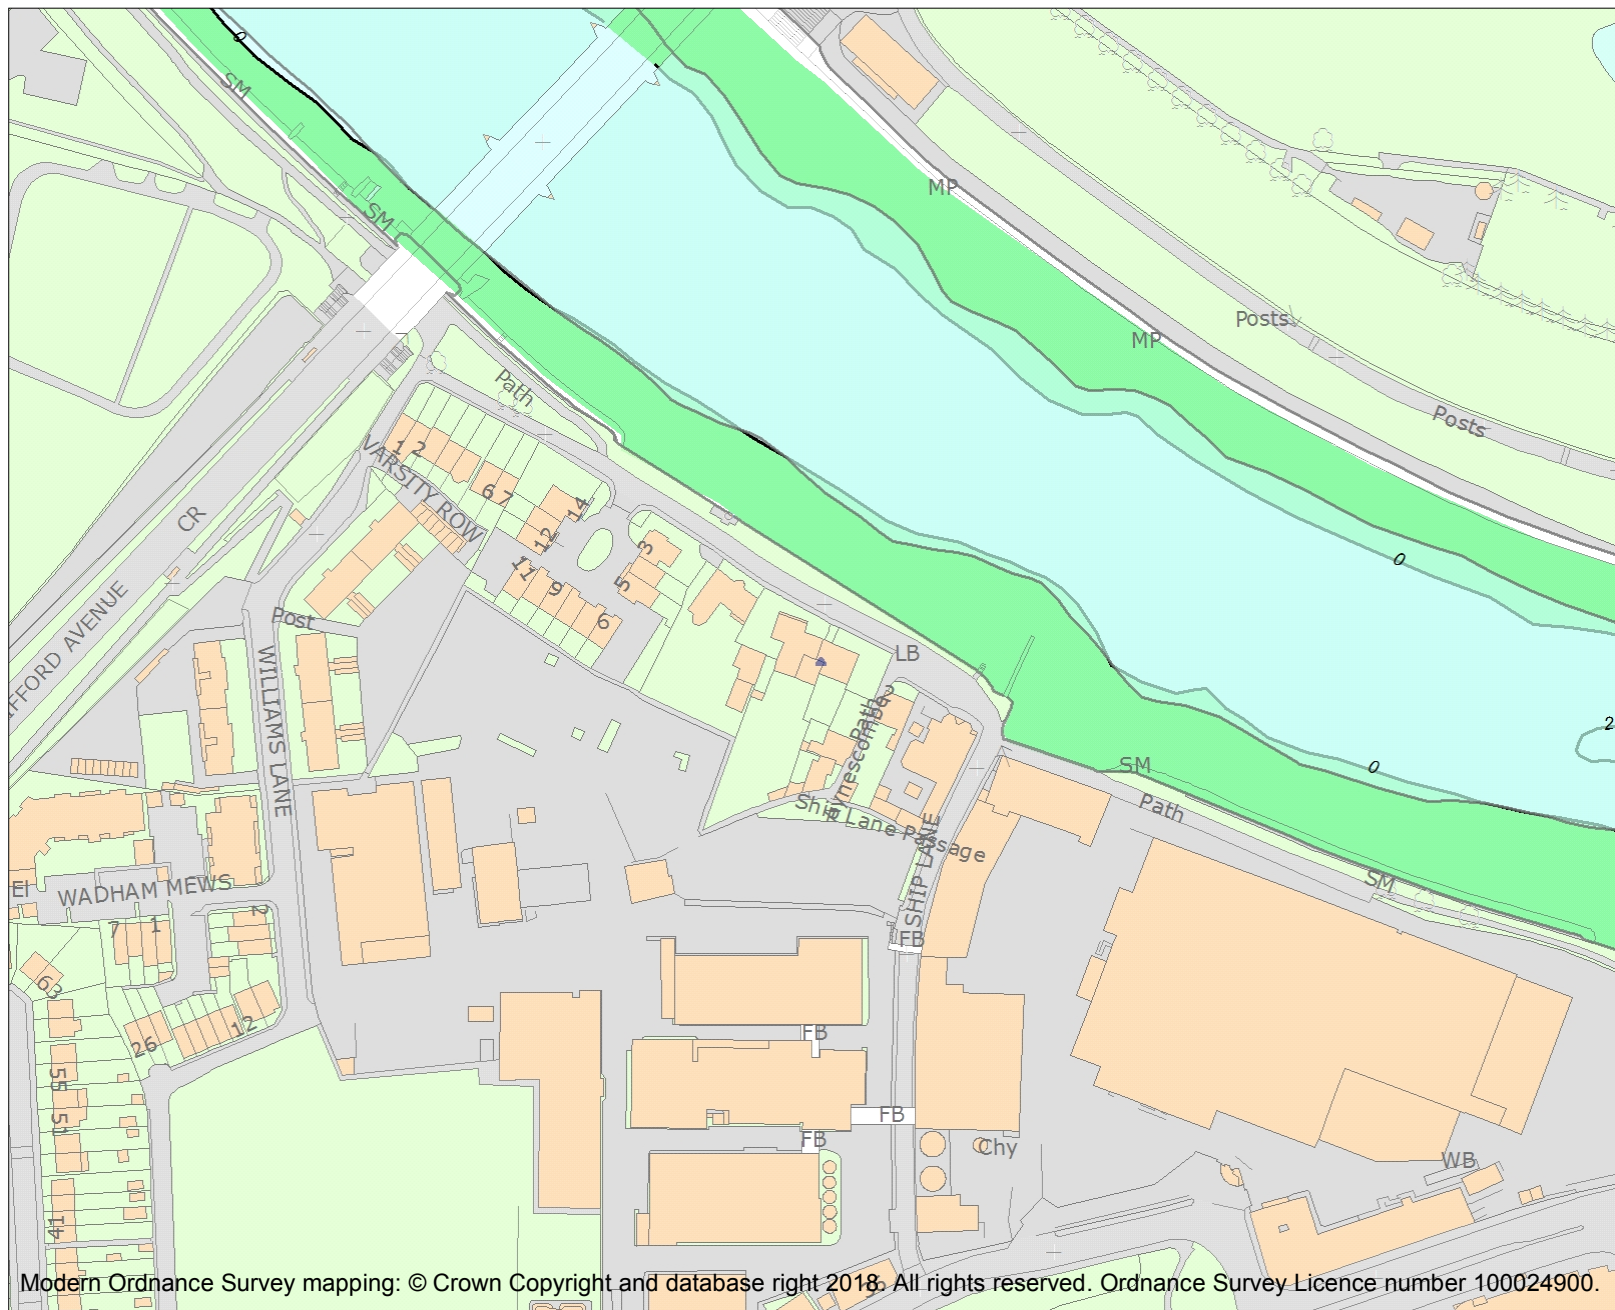 0
SM
SM
MP
MP
Posts
Posts
Path
1 2
VARSITY ROW
6 7
14
12
11
9
6
3
5
CR
0
IFFORD AVENUE
Post
WILLIAMS LANE
LB
2
0
SM
Path
Path
Ship Lane Passage
SHIP LANE
SM
El
WADHAM MEWS
7
1
2
FB
63
12
26
FB
55
FB
FB
Chy
WB
41
Modern Ordnance Survey mapping: © Crown Copyright and database right 2018. All rights reserved. Ordnance Survey Licence number 100024900.